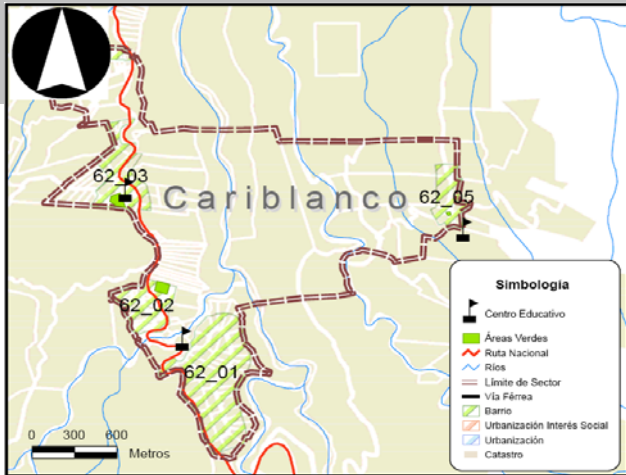 62_03
Cariblanco
62_05
62_02
62_01
0 300 600
Metros
Simbología
Centro Educativo
Áreas Verdes
Ruta Nacional
Ríos
Límite de Sector
Vía Férrea
Barrio
Urbanización Interés Social
Urbanización
Catastro